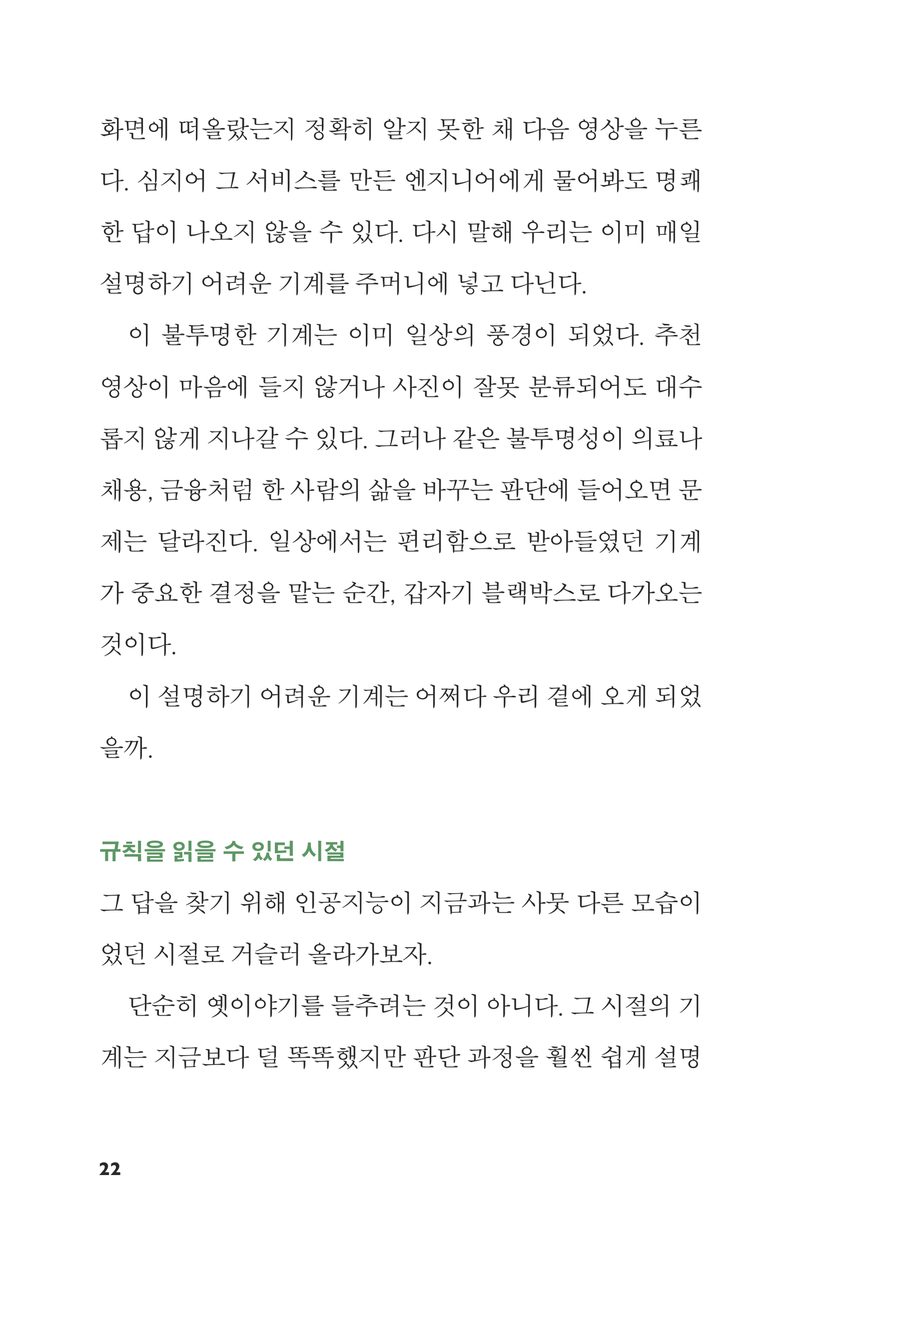 화면에 떠올랐는지 정확히 알지 못한 채 다음 영상을 누른
다. 심지어 그 서비스를 만든 엔지니어에게 물어봐도 명쾌
한 답이 나오지 않을 수 있다. 다시 말해 우리는 이미 매일
설명하기 어려운 기계를 주머니에 넣고 다닌다.
이 불투명한 기계는 이미 일상의 풍경이 되었다. 추천
영상이 마음에 들지 않거나 사진이 잘못 분류되어도 대수
롭지 않게 지나갈 수 있다. 그러나 같은 불투명성이 의료나
채용, 금융처럼 한 사람의 삶을 바꾸는 판단에 들어오면 문
제는 달라진다. 일상에서는 편리함으로 받아들였던 기계
가 중요한 결정을 맡는 순간, 갑자기 블랙박스로 다가오는
것이다.
이 설명하기 어려운 기계는 어쩌다 우리 곁에 오게 되었
을까.
규칙을 읽을 수 있던 시절
그 답을 찾기 위해 인공지능이 지금과는 사뭇 다른 모습이
었던 시절로 거슬러 올라가보자.
단순히 옛이야기를 들추려는 것이 아니다. 그 시절의 기
계는 지금보다 덜 똑똑했지만 판단 과정을 훨씬 쉽게 설명
22